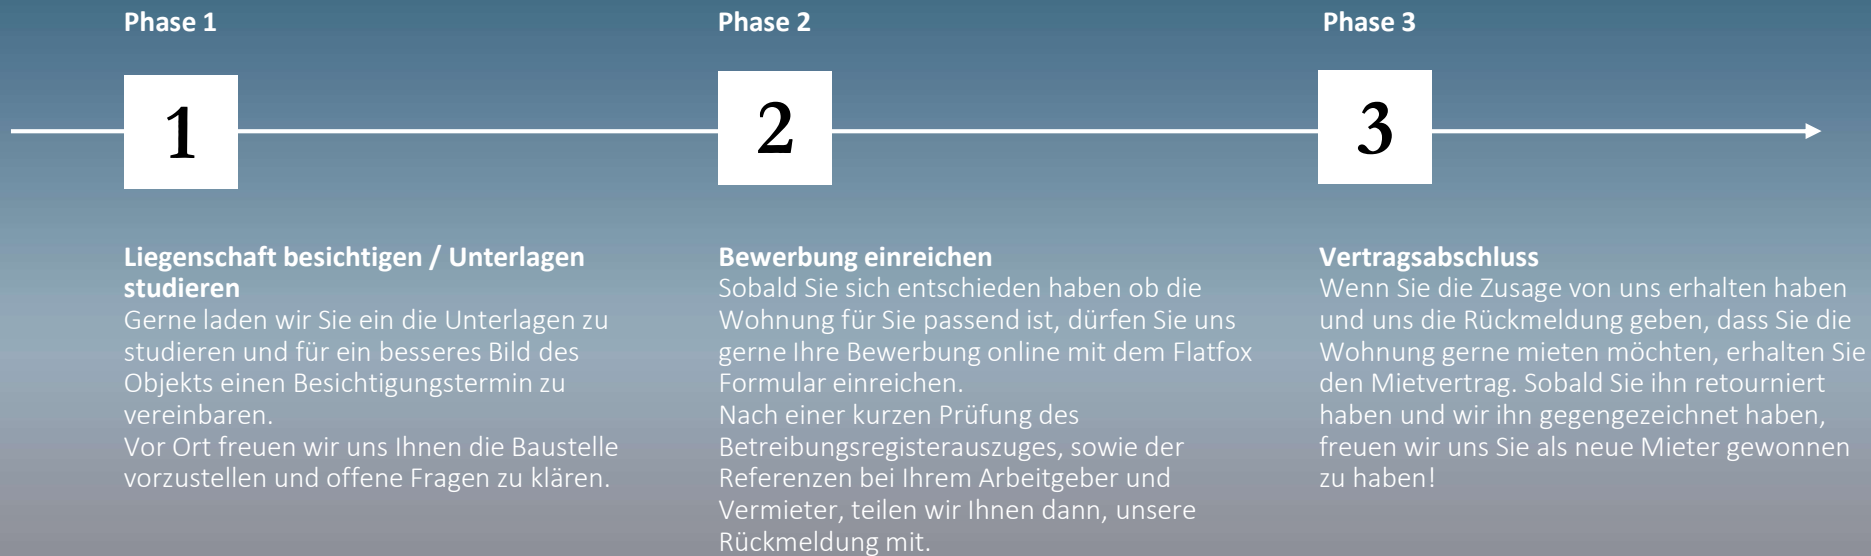 Phase 1
1
Liegenschaft besichtigen / Unterlagen
studieren
Gerne laden wir Sie ein die Unterlagen zu
studieren und für ein besseres Bild des
Objekts einen Besichtigungstermin zu
vereinbaren.
Vor Ort freuen wir uns Ihnen die Baustelle
vorzustellen und offene Fragen zu klären.
Phase 2
2
Bewerbung einreichen
Sobald Sie sich entschieden haben ob die
Wohnung für Sie passend ist, dürfen Sie uns
gerne Ihre Bewerbung online mit dem Flatfox
Formular einreichen.
Nach einer kurzen Prüfung des
Betreibungsregisterauszuges, sowie der
Referenzen bei Ihrem Arbeitgeber und
Vermieter, teilen wir Ihnen dann, unsere
Rückmeldung mit.
Phase 3
3
Vertragsabschluss
Wenn Sie die Zusage von uns erhalten haben
und uns die Rückmeldung geben, dass Sie die
Wohnung gerne mieten möchten, erhalten Sie
den Mietvertrag. Sobald Sie ihn retourniert
haben und wir ihn gegengezeichnet haben,
freuen wir uns Sie als neue Mieter gewonnen
zu haben!